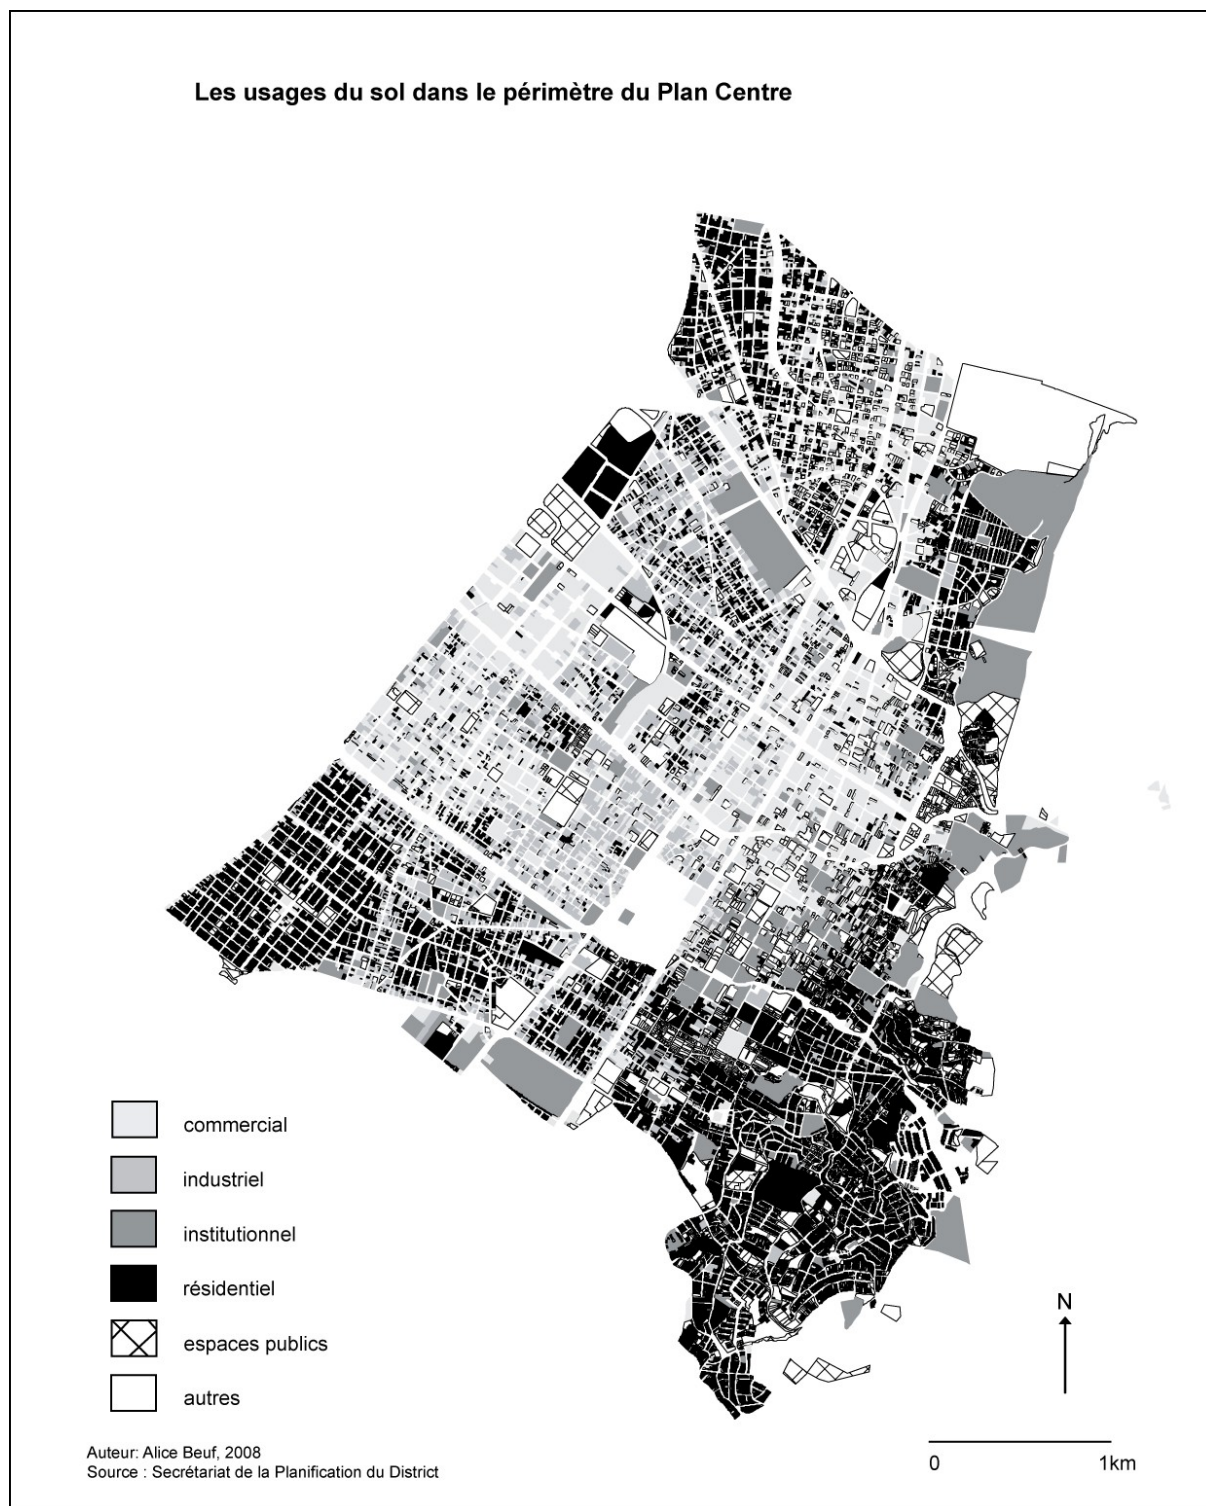 Les usages du sol dans le périmètre du Plan Centre
commercial
industriel
institutionnel
résidentiel
espaces publics
autres
N
Auteur: Alice Beuf, 2008
Source : Secrétariat de la Planification du District
0 1km